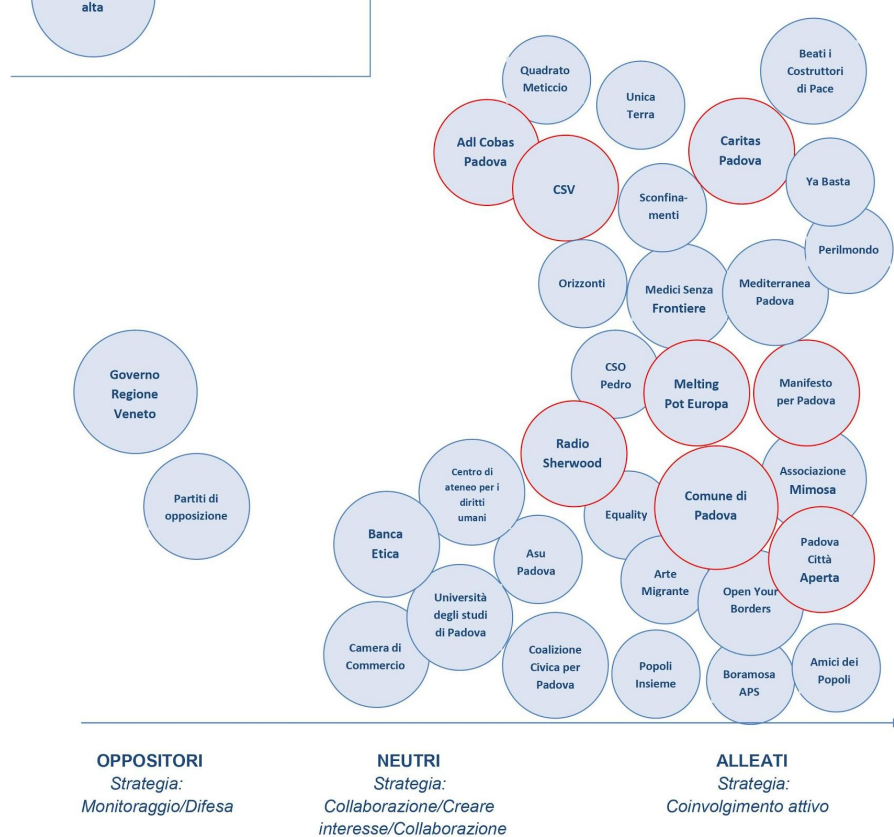 alta
Quadrato
Meticcio
Unica
Terra
Beati i
Costruttori
di Pace
Adl Cobas
Padova
CSV
Caritas
Padova
Ya Basta
Sconfina-
menti
Perilmondo
Orizzonti
Medici Senza
Frontiere
Mediterranea
Padova
Governo
Regione
Veneto
CSO
Pedro
Melting
Pot Europa
Manifesto
per Padova
Radio
Sherwood
Centro di
ateneo per i
diritti
umani
Associazione
Mimosa
Partiti di
opposizione
Comune di
Padova
Equality
Banca
Etica
Asu
Padova
Padova
Città
Aperta
Arte
Migrante
Open Your
Borders
Università
degli studi
di Padova
Camera di
Commercio
Coalizione
Civica per
Padova
Popoli
Insieme
Boramosa
APS
Amici dei
Popoli
OPPOSITORI
Strategia:
Monitoraggio/Difesa
NEUTRI
Strategia:
Collaborazione/Creare
interesse/Collaborazione
ALLEATI
Strategia:
Coinvolgimento attivo